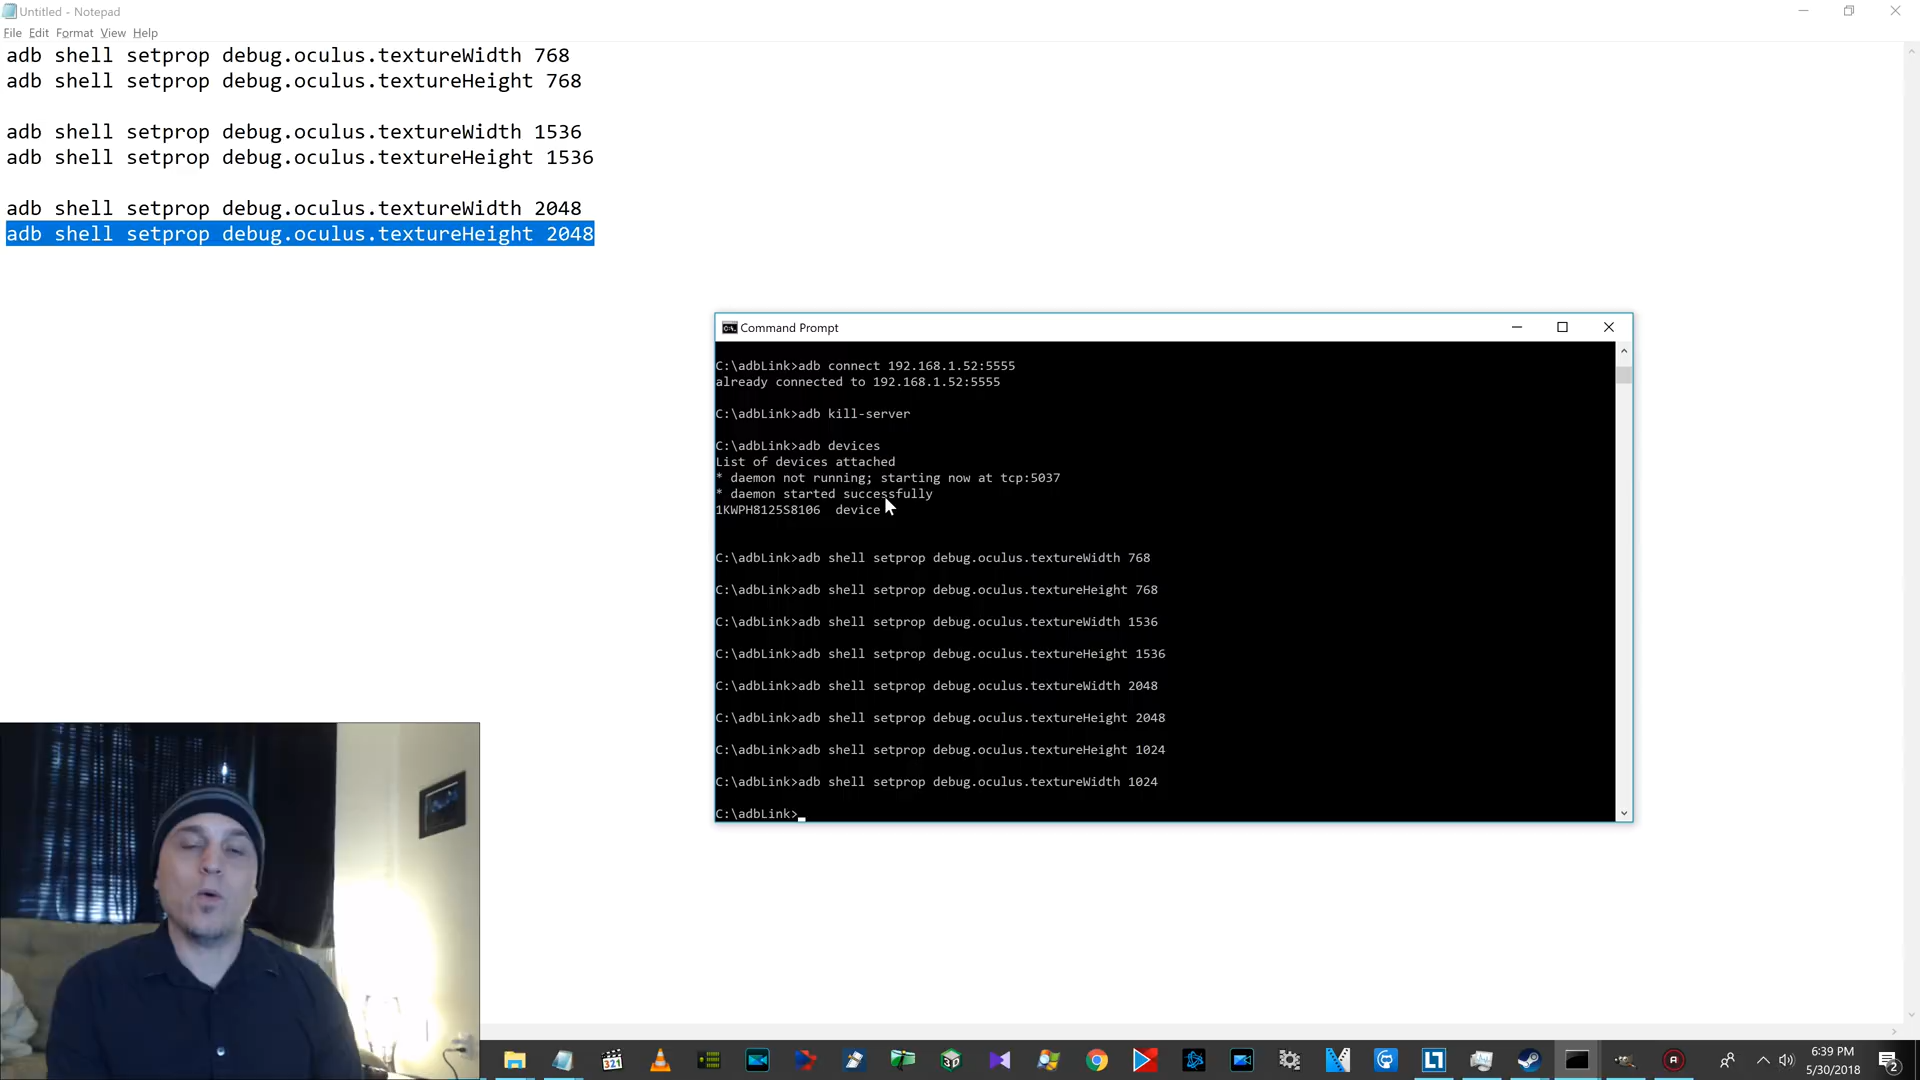 Untitled - Notepad
File Edit Format View Help
adb shell setprop debug.oculus.textureWidth 768
adb shell setprop debug.oculus.textureHeight 768
adb shell setprop debug.oculus.textureWidth 1536
adb shell setprop debug.oculus.textureHeight 1536
adb shell setprop debug.oculus.textureWidth 2048
adb shell setprop debug.oculus.textureHeight 2048
Command Prompt
C:\adbLink>adb connect 192.168.1.52:5555
already connected to 192.168.1.52:5555
C:\adbLink>adb kill-server
C:\adbLink>adb devices
List of devices attached
* daemon not running; starting now at tcp:5037
* daemon started successfully
1KWPH8125S8106 device
C:\adbLink>adb shell setprop debug.oculus.textureWidth 768
C:\adbLink>adb shell setprop debug.oculus.textureHeight 768
C:\adbLink>adb shell setprop debug.oculus.textureWidth 1536
C:\adbLink>adb shell setprop debug.oculus.textureHeight 1536
C:\adbLink>adb shell setprop debug.oculus.textureWidth 2048
C:\adbLink>adb shell setprop debug.oculus.textureHeight 2048
C:\adbLink>adb shell setprop debug.oculus.textureHeight 1024
C:\adbLink>adb shell setprop debug.oculus.textureWidth 1024
C:\adbLink>
321
3D
6:39 PM
5/30/2018
2